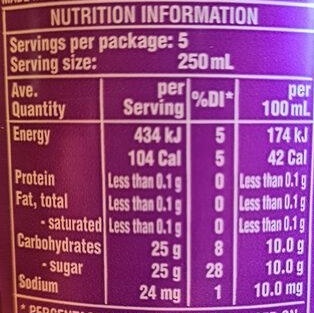 NUTRITION INFORMATION
Servings per package: 5
Serving size: 250 mL
Ave. Quantity per Serving %DI* per 100 mL
Energy 434 kJ 5 174 kJ
104 Cal 5 42 Cal
Protein Less than 0.1 g 0 Less than 0.1 g
Fat, total Less than 0.1 g 0 Less than 0.1 g
- saturated Less than 0.1 g 0 Less than 0.1 g
Carbohydrates 25 g 8 10.0 g
- sugar 25 g 28 10.0 g
Sodium 24 mg 1 10.0 mg